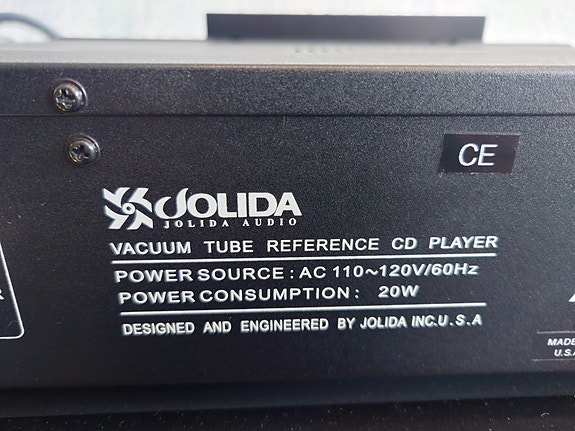 CE
JOLIDA
JOLIDA AUDIO
VACUUM TUBE REFERENCE CD PLAYER
POWER SOURCE : AC 110~120V/60Hz
POWER CONSUMPTION : 20W
DESIGNED AND ENGINEERED BY JOLIDA INC.U.S.A
MADE
U.S.